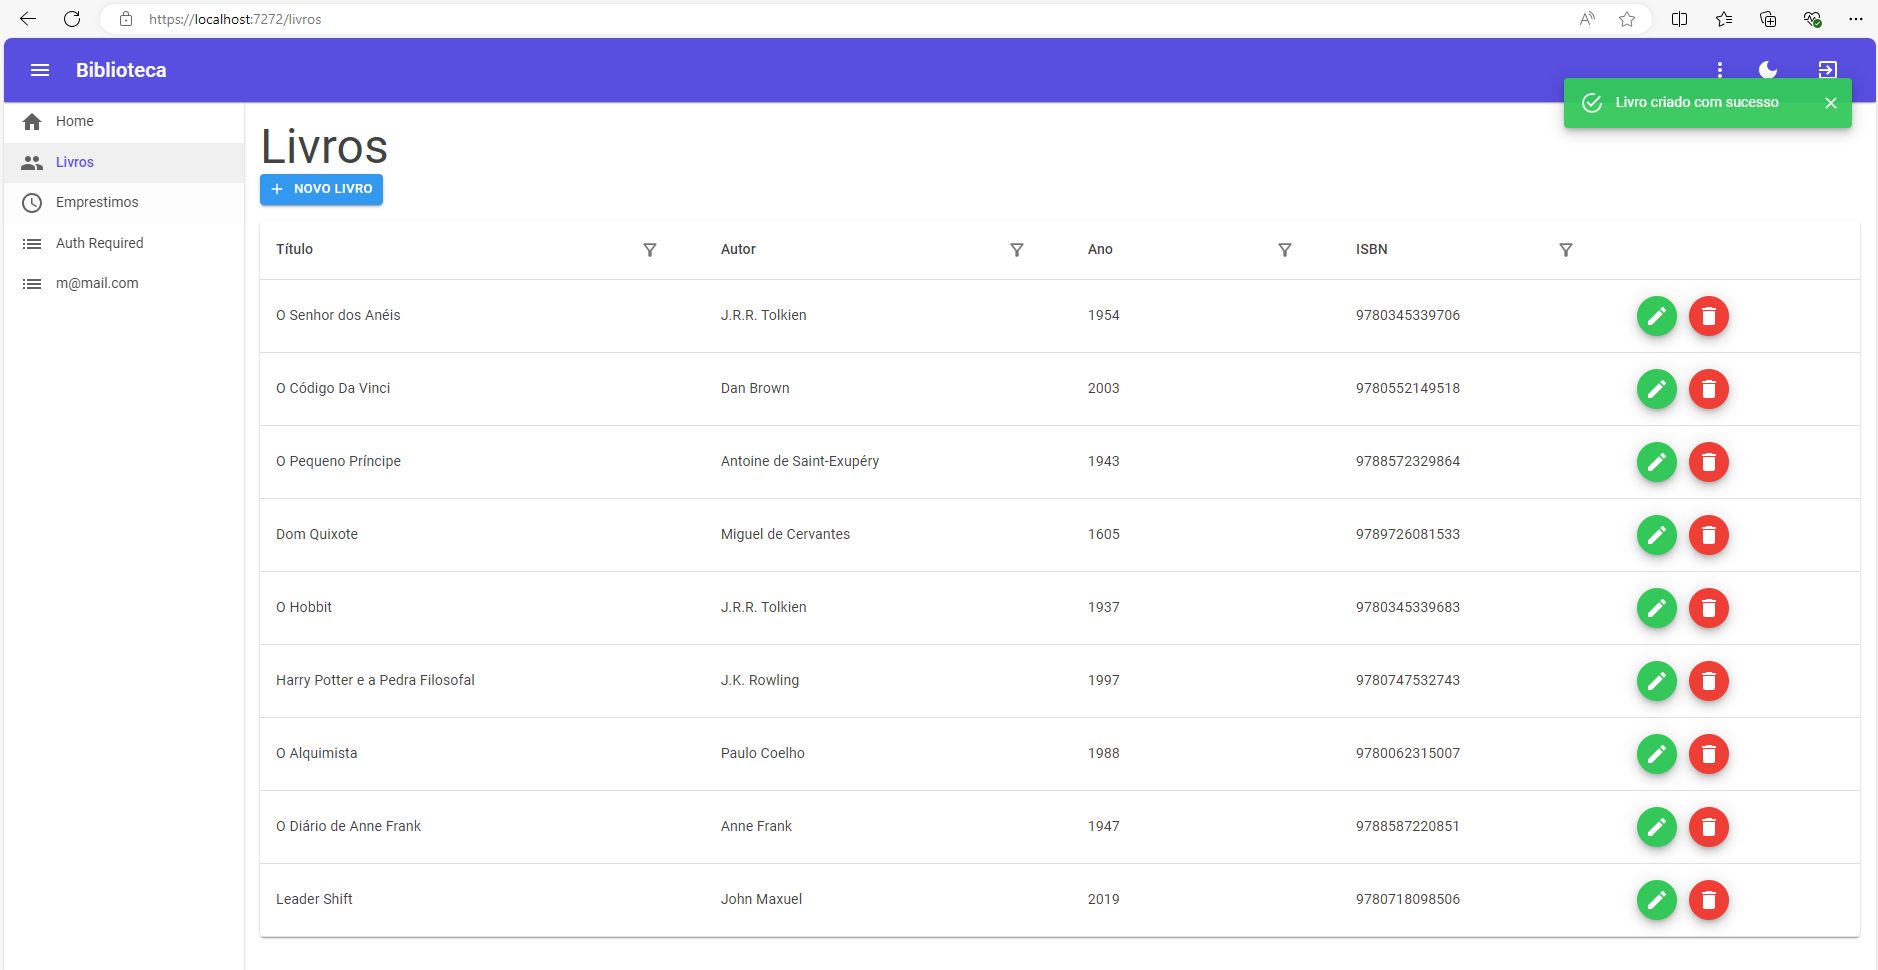 https://localhost:7272/livros
Biblioteca
Livro criado com sucesso
Home
Livros
Emprestimos
Auth Required
m@mail.com
Livros
NOVO LIVRO
Título Autor Ano ISBN
O Senhor dos Anéis J.R.R. Tolkien 1954 9780345339706
O Código Da Vinci Dan Brown 2003 9780552149518
O Pequeno Príncipe Antoine de Saint-Exupéry 1943 9788572329864
Dom Quixote Miguel de Cervantes 1605 9789726081533
O Hobbit J.R.R. Tolkien 1937 9780345339683
Harry Potter e a Pedra Filosofal J.K. Rowling 1997 9780747532743
O Alquimista Paulo Coelho 1988 9780062315007
O Diário de Anne Frank Anne Frank 1947 9788587220851
Leader Shift John Maxuel 2019 9780718098506